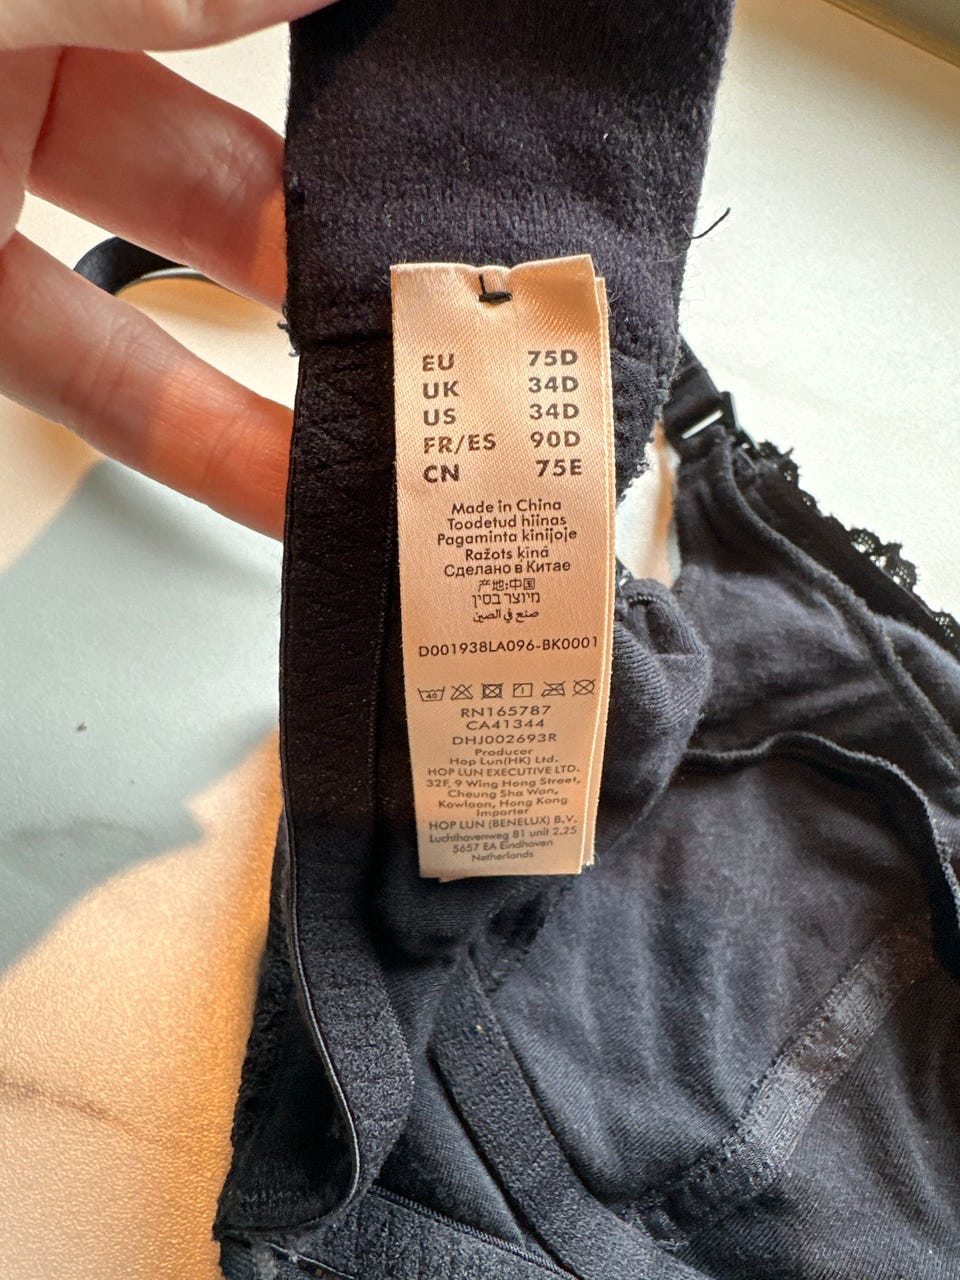 EU 75D
UK 34D
US 34D
FR/ES 90D
CN 75E
Made in China
Toodetud hiinas
Pagaminta kinijoje
Ražots ķīnā
Сделано в Китае
产地:中国
מיוצר בסין
صنع في الصين
D001938LA096-BK0001
40
RN165787
CA41344
DHJ002693R
Producer
Hop Lun(HK) Ltd.
HOP LUN EXECUTIVE LTD.
32F, 9 Wing Hong Street,
Cheung Sha Wan,
Kowloon, Hong Kong
Importer
HOP LUN (BENELUX) B.V.
Luchthavenweg 81 unit 2.25
5657 EA Eindhoven
Netherlands